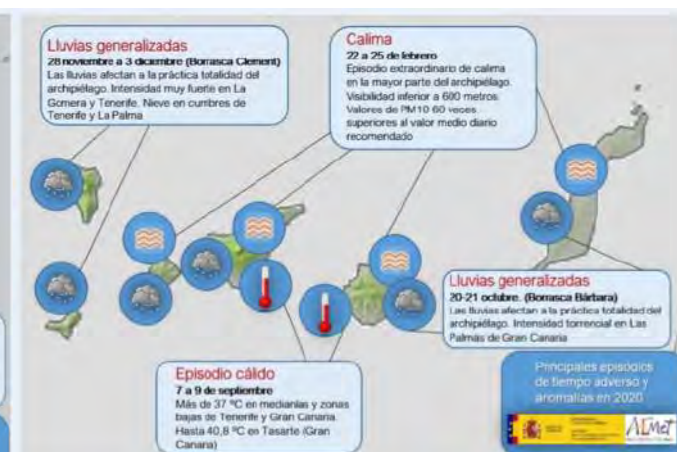 Lluvias generalizadas
28 noviembre a 3 diciembre (Borrasca Clement)
Las lluvias afectan a la práctica totalidad del
archipiélago. Intensidad muy fuerte en La
Gomera y Tenerife. Nieve en cumbres de
Tenerife y La Palma
Calima
22 a 25 de febrero
Episodio extraordinario de calima
en la mayor parte del archipiélago.
Visibilidad inferior a 600 metros.
Valores de PM10 60 veces
superiores al valor medio diario
recomendado
Lluvias generalizadas
20-21 octubre. (Borrasca Bárbara)
Las lluvias afectan a la práctica totalidad del
archipiélago. Intensidad torrencial en Las
Palmas de Gran Canaria
Episodio cálido
7 a 9 de septiembre
Más de 37 ºC en medianías y zonas
bajas de Tenerife y Gran Canaria.
Hasta 40,8 ºC en Tasarte (Gran
Canaria)
Principales episodios
de tiempo adverso y
anomalías en 2020
AEMet